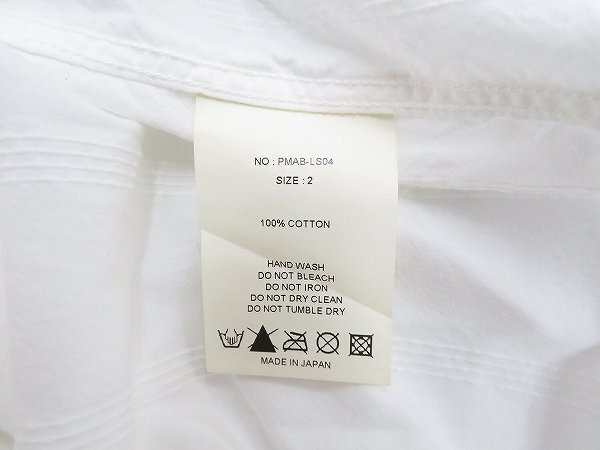 NO : PMAB-LS04
SIZE : 2
100% COTTON
HAND WASH
DO NOT BLEACH
DO NOT IRON
DO NOT DRY CLEAN
DO NOT TUMBLE DRY
MADE IN JAPAN